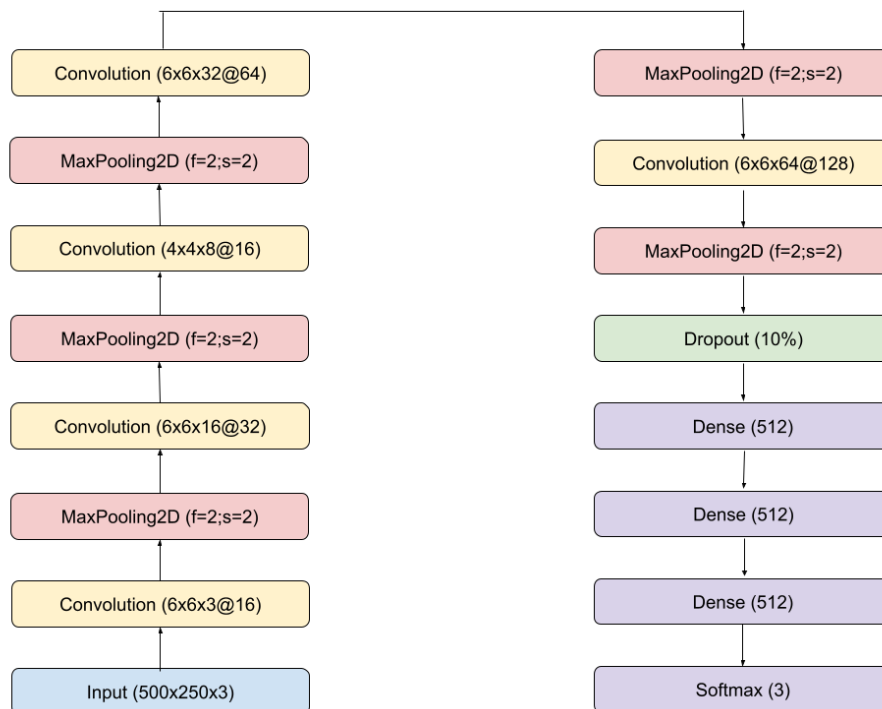 Convolution (6x6x32@64)
MaxPooling2D (f=2;s=2)
Convolution (4x4x8@16)
MaxPooling2D (f=2;s=2)
Convolution (6x6x16@32)
MaxPooling2D (f=2;s=2)
Convolution (6x6x3@16)
Input (500x250x3)
MaxPooling2D (f=2;s=2)
Convolution (6x6x64@128)
MaxPooling2D (f=2;s=2)
Dropout (10%)
Dense (512)
Dense (512)
Dense (512)
Softmax (3)